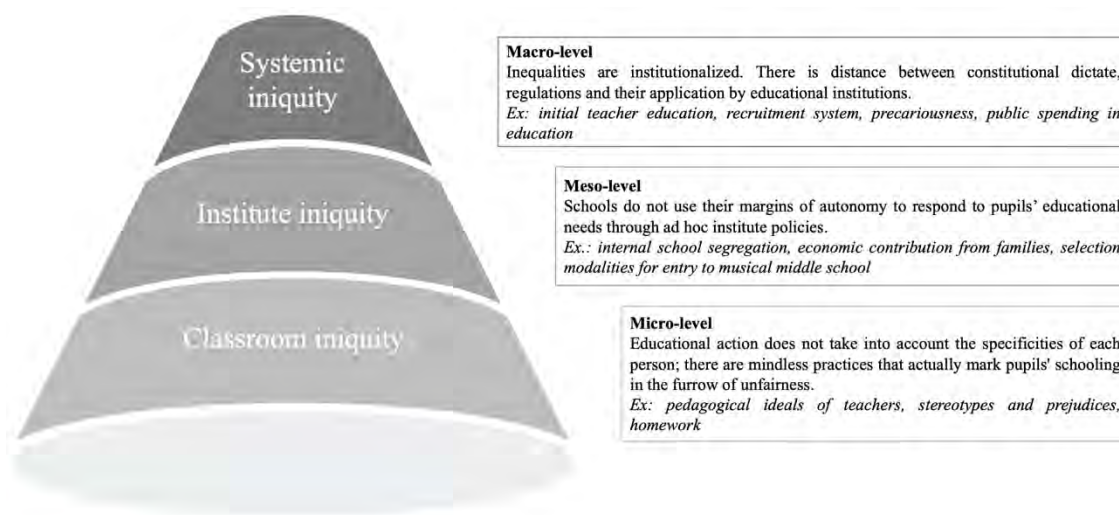 Systemic
iniquity
Institute iniquity
Classroom iniquity
Macro-level
Inequalities are institutionalized. There is distance between constitutional dictate,
regulations and their application by educational institutions.
Ex: initial teacher education, recruitment system, precariousness, public spending in
education
Meso-level
Schools do not use their margins of autonomy to respond to pupils’ educational
needs through ad hoc institute policies.
Ex.: internal school segregation, economic contribution from families, selection
modalities for entry to musical middle school
Micro-level
Educational action does not take into account the specificities of each
person; there are mindless practices that actually mark pupils' schooling
in the furrow of unfairness.
Ex: pedagogical ideals of teachers, stereotypes and prejudices,
homework